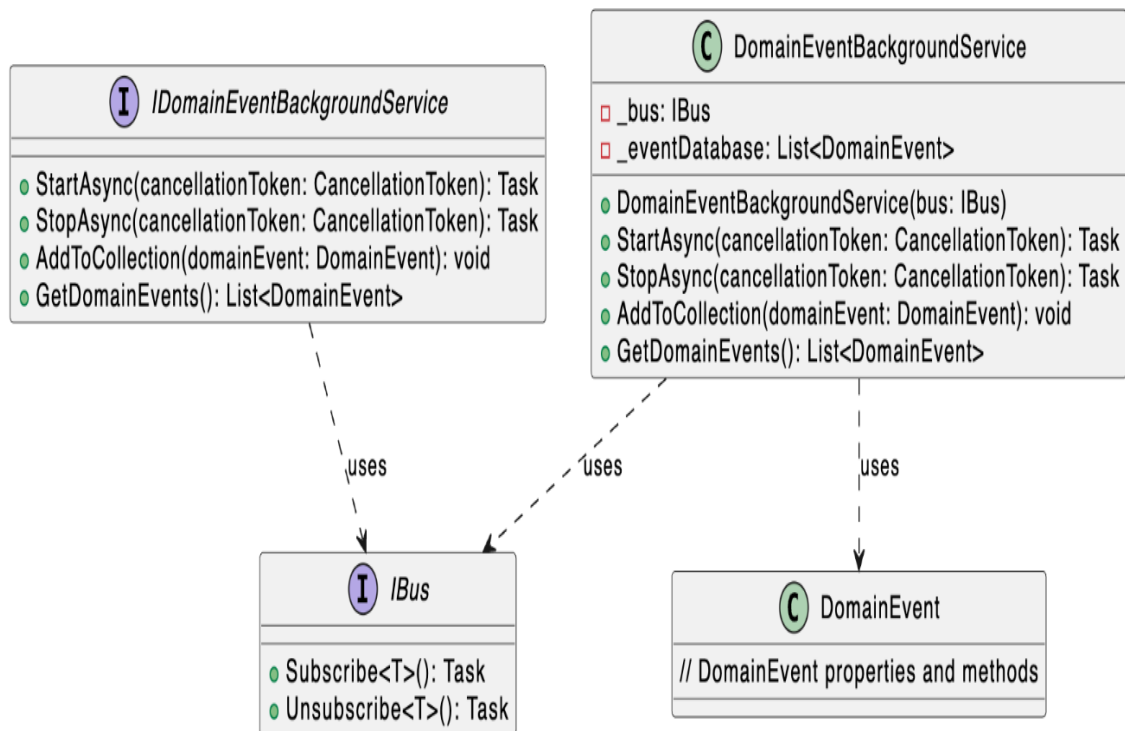 I IDomainEventBackgroundService
StartAsync(cancellationToken: CancellationToken): Task
StopAsync(cancellationToken: CancellationToken): Task
AddToCollection(domainEvent: DomainEvent): void
GetDomainEvents(): List<DomainEvent>
C DomainEventBackgroundService
_bus: IBus
_eventDatabase: List<DomainEvent>
DomainEventBackgroundService(bus: IBus)
StartAsync(cancellationToken: CancellationToken): Task
StopAsync(cancellationToken: CancellationToken): Task
AddToCollection(domainEvent: DomainEvent): void
GetDomainEvents(): List<DomainEvent>
uses
uses
uses
I IBus
Subscribe<T>(): Task
Unsubscribe<T>(): Task
C DomainEvent
// DomainEvent properties and methods